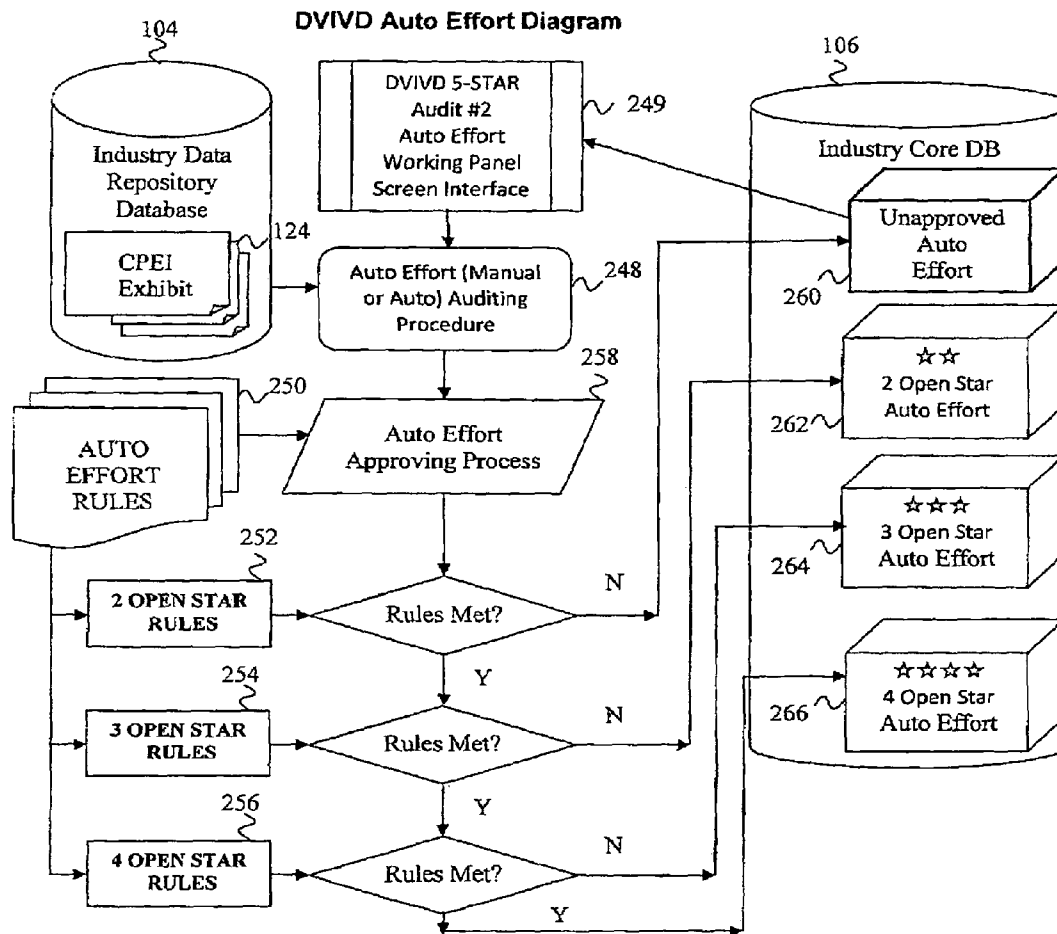 DVIVD Auto Effort Diagram
104
106
DVIVD 5-STAR
Audit #2
Auto Effort
Working Panel
Screen Interface
249
Industry Data
Repository
Database
124
CPEI
Exhibit
Industry Core DB
Unapproved
Auto
Effort
260
Auto Effort (Manual
or Auto) Auditing
Procedure
248
☆☆
2 Open Star
Auto Effort
262
250
AUTO
EFFORT
RULES
258
Auto Effort
Approving Process
☆☆☆
3 Open Star
Auto Effort
264
252
2 OPEN STAR
RULES
Rules Met?
N
Y
☆☆☆☆
4 Open Star
Auto Effort
266
254
3 OPEN STAR
RULES
Rules Met?
N
Y
256
4 OPEN STAR
RULES
Rules Met?
N
Y